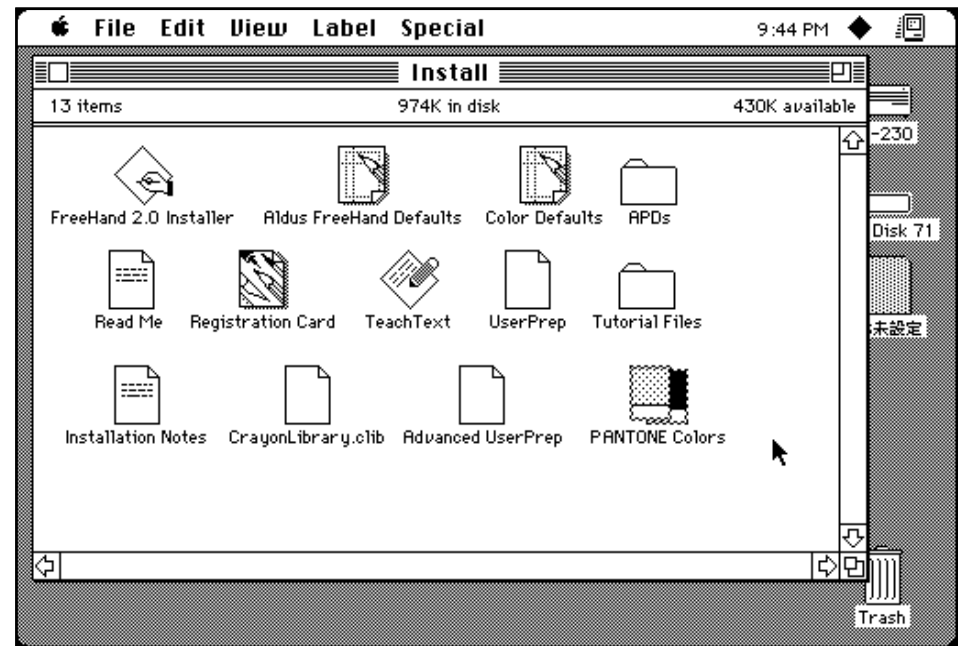 File Edit View Label Special 9:44 PM
Install
13 items 974K in disk 430K available
-230
FreeHand 2.0 Installer Aldus FreeHand Defaults Color Defaults APDs
Disk 71
Read Me Registration Card TeachText UserPrep Tutorial Files
未設定
Installation Notes CrayonLibrary.clib Advanced UserPrep PANTONE Colors
Trash